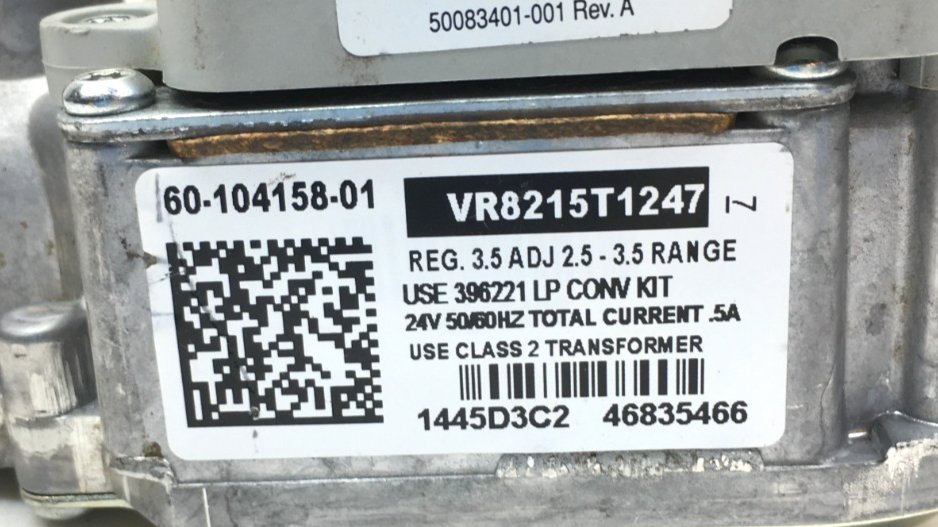 50083401-001 Rev. A
60-104158-01
VR8215T1247
7
REG. 3.5 ADJ 2.5 - 3.5 RANGE
USE 396221 LP CONV KIT
24V 50/60HZ TOTAL CURRENT .5A
USE CLASS 2 TRANSFORMER
1445D3C2 46835466